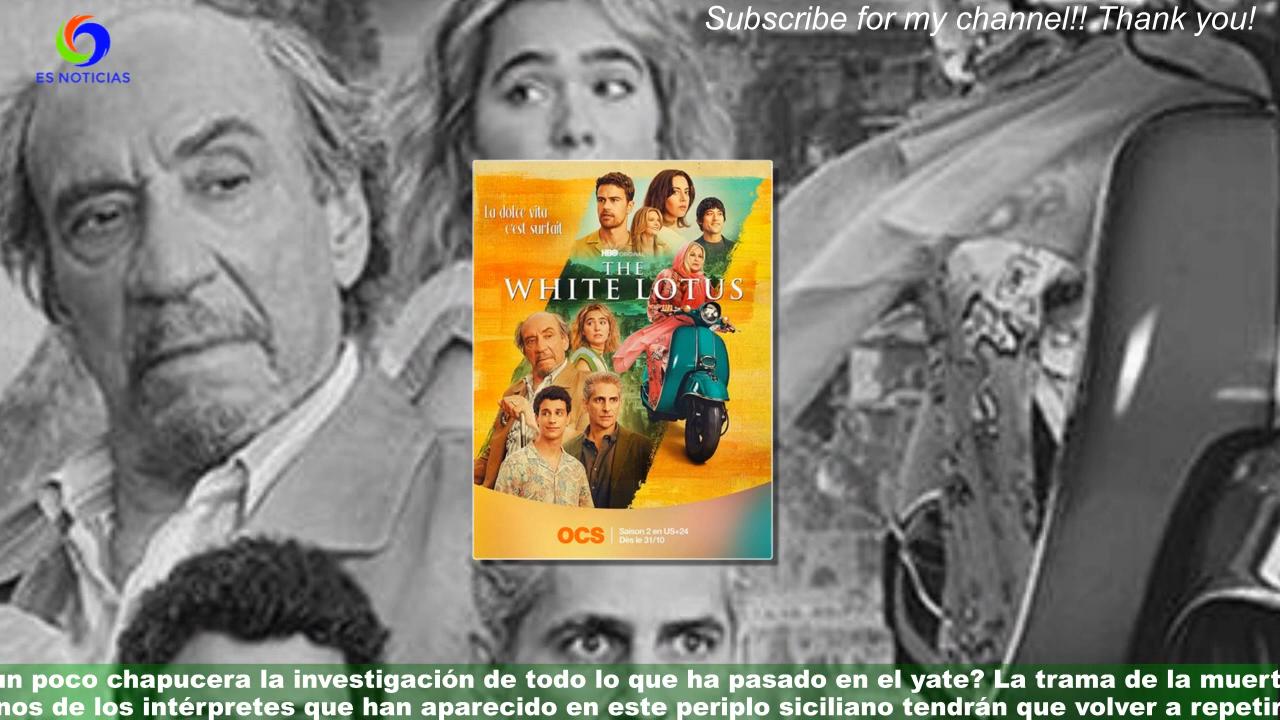 Subscribe for my channel!! Thank you!
ES NOTICIAS
La dolce vita
c'est surfait
HBO ORIGINAL
THE
WHITE LOTUS
OCS
Saison 2 en US+24
Dès le 31/10
un poco chapucera la investigación de todo lo que ha pasado en el yate? La trama de la muert
nos de los intérpretes que han aparecido en este periplo siciliano tendrán que volver a repetir